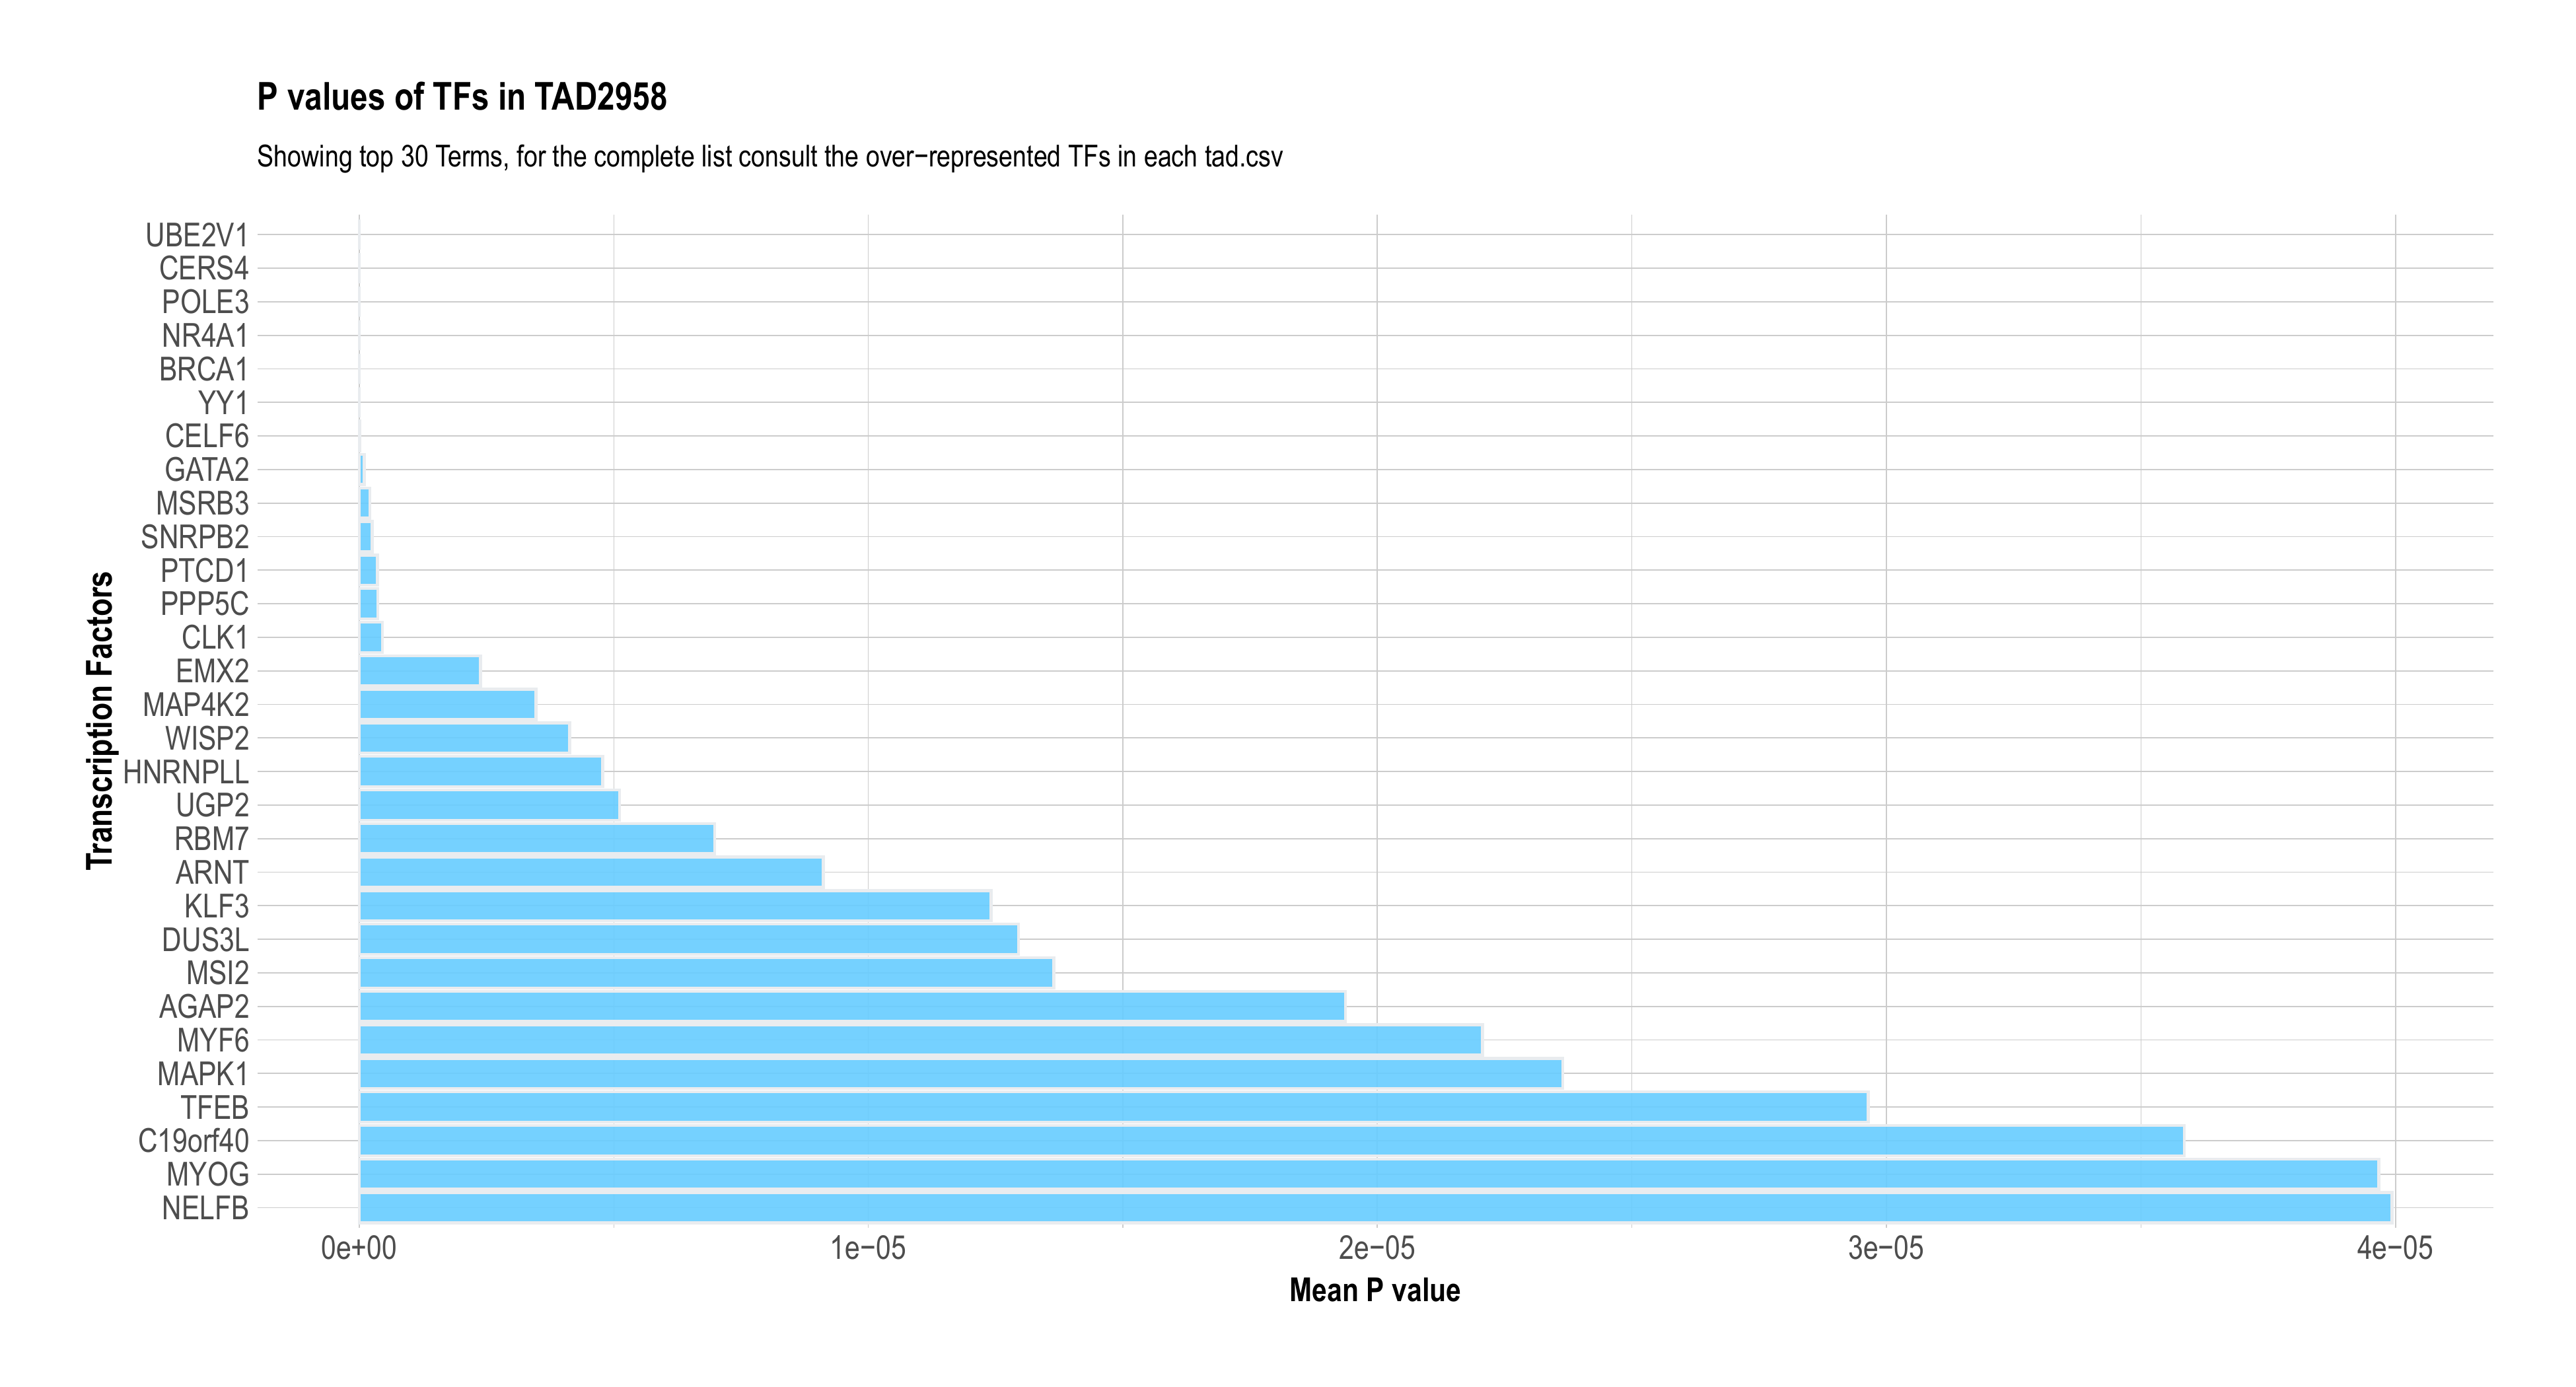 P values of TFs in TAD2958
Showing top 30 Terms, for the complete list consult the over−represented TFs in each tad.csv
Transcription Factors
UBE2V1
CERS4
POLE3
NR4A1
BRCA1
YY1
CELF6
GATA2
MSRB3
SNRPB2
PTCD1
PPP5C
CLK1
EMX2
MAP4K2
WISP2
HNRNPLL
UGP2
RBM7
ARNT
KLF3
DUS3L
MSI2
AGAP2
MYF6
MAPK1
TFEB
C19orf40
MYOG
NELFB
0e+00 1e−05 2e−05 3e−05 4e−05
Mean P value